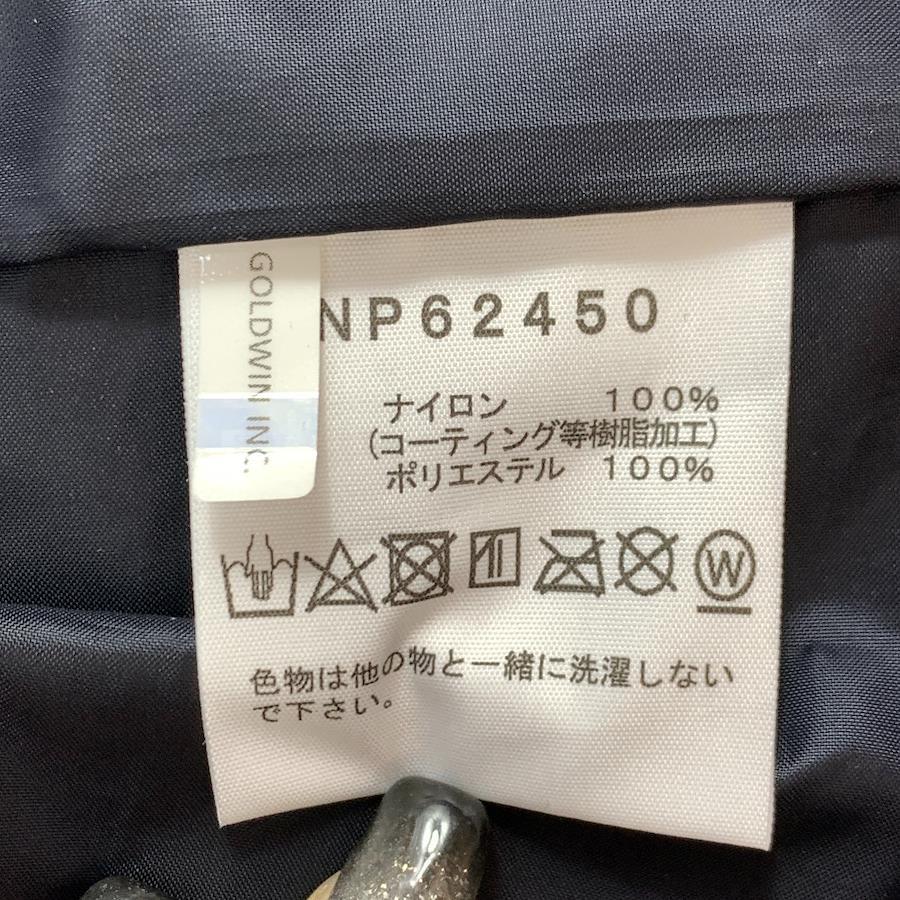 GOLDWIN INC.
NP62450
ナイロン 100%
(コーティング等樹脂加工)
ポリエステル 100%
W
色物は他の物と一緒に洗濯しない
で下さい。